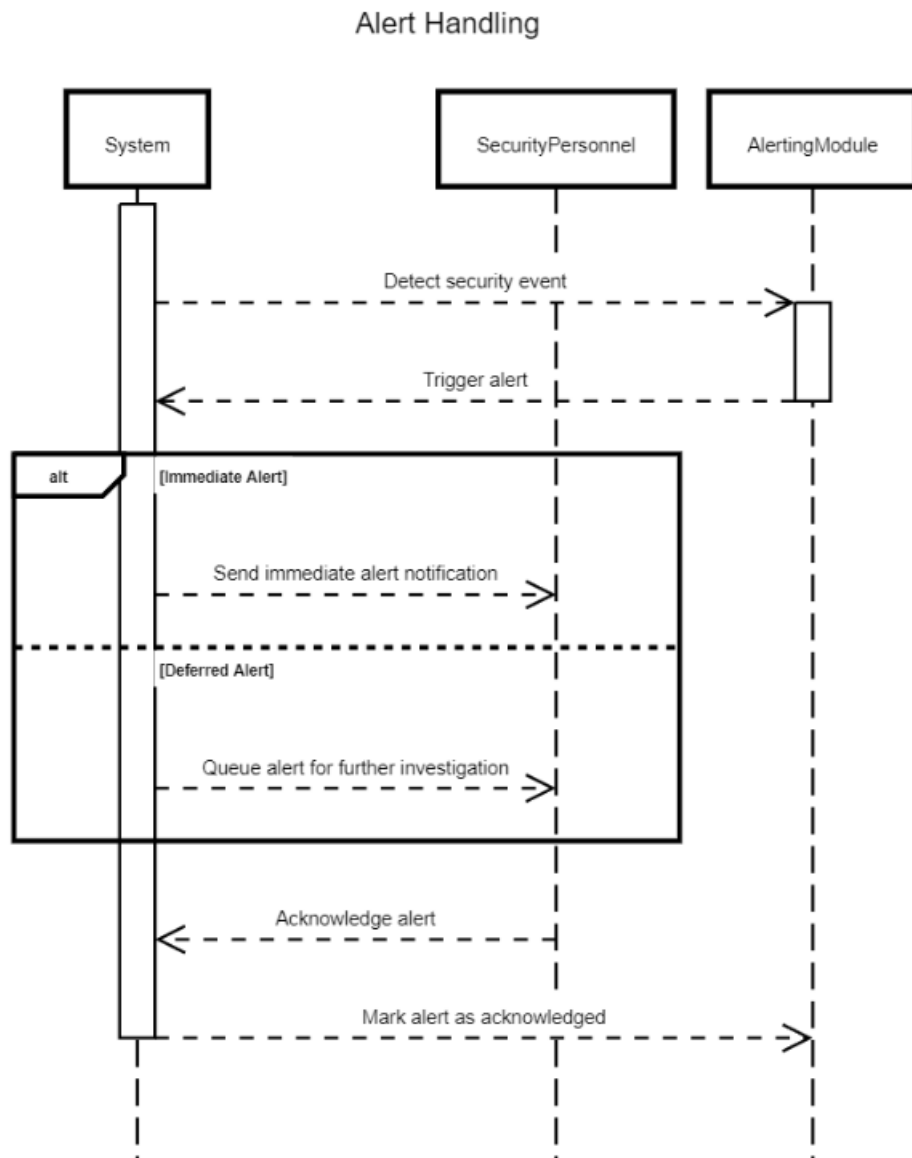 Alert Handling
System
SecurityPersonnel
AlertingModule
Detect security event
Trigger alert
alt
[Immediate Alert]
Send immediate alert notification
[Deferred Alert]
Queue alert for further investigation
Acknowledge alert
Mark alert as acknowledged